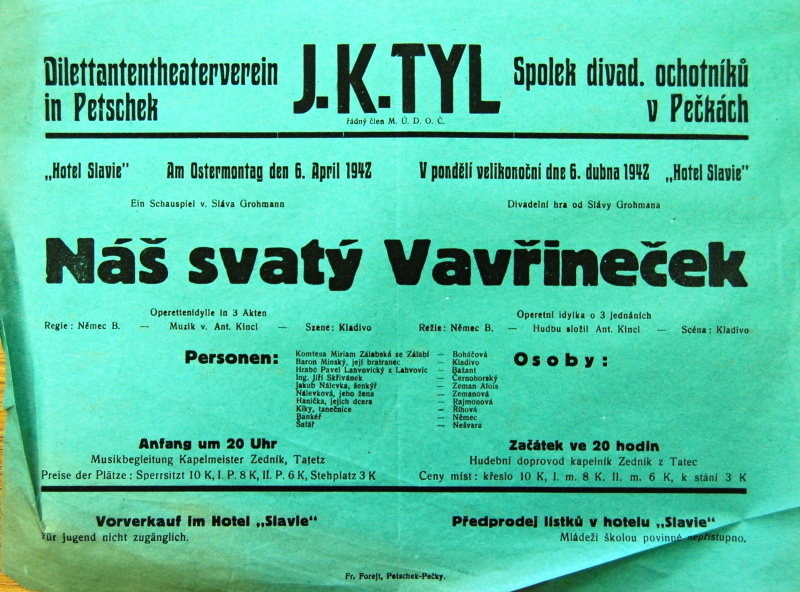 Dilettantentheaterverein
in Petschek
J.K.TYL
řádný člen M. Ú. D. O. Č.
Spolek divad. ochotníků
v Pečkách
„Hotel Slavie" Am Ostermontag den 6. April 1942
V pondělí velikonoční dne 6. dubna 1942 „Hotel Slavie"
Ein Schauspiel v. Sláva Grohmann
Divadelní hra od Slávy Grohmana
Náš svatý Vavřineček
Operettenidylle in 3 Akten
Regie: Němec B. — Musik v. Ant. Kincl — Szene: Kladivo
Operetní idylka o 3 jednáních
Režie: Němec B. — Hudbu složil Ant. Kincl — Scéna: Kladivo
Personen:
Osoby:
Komtesa Miriam Zálabská ze Zálabí — Boháčová
Baron Minský, její bratranec — Kladivo
Hrabě Pavel Lahvovický z Lahvovic — Bažant
Ing. Jiří Skřivánek — Černohorský
Jakub Nálevka, šenkýř — Zeman Alois
Nálevková, jeho žena — Zemanová
Hanička, jejich dcera — Rajmonová
Kiky, tanečnice — Říhová
Bankéř — Němec
Šafář — Nešvara
Anfang um 20 Uhr
Musikbegleitung Kapelmeister Zedník, Tatetz
Preise der Plätze: Sperrsitzt 10 K, I. P. 8 K, II. P. 6 K, Stehplatz 3 K
Začátek ve 20 hodin
Hudební doprovod kapelník Zedník z Tatec
Ceny míst: křeslo 10 K, I. m. 8 K. II. m. 6 K, k stání 3 K
Vorverkauf im Hotel „Slavie"
für Jugend nicht zugänglich.
Předprodej lístků v hotelu „Slavie"
Mládeži školou povinné nepřístupno.
Fr. Forejt, Petschek-Pečky.